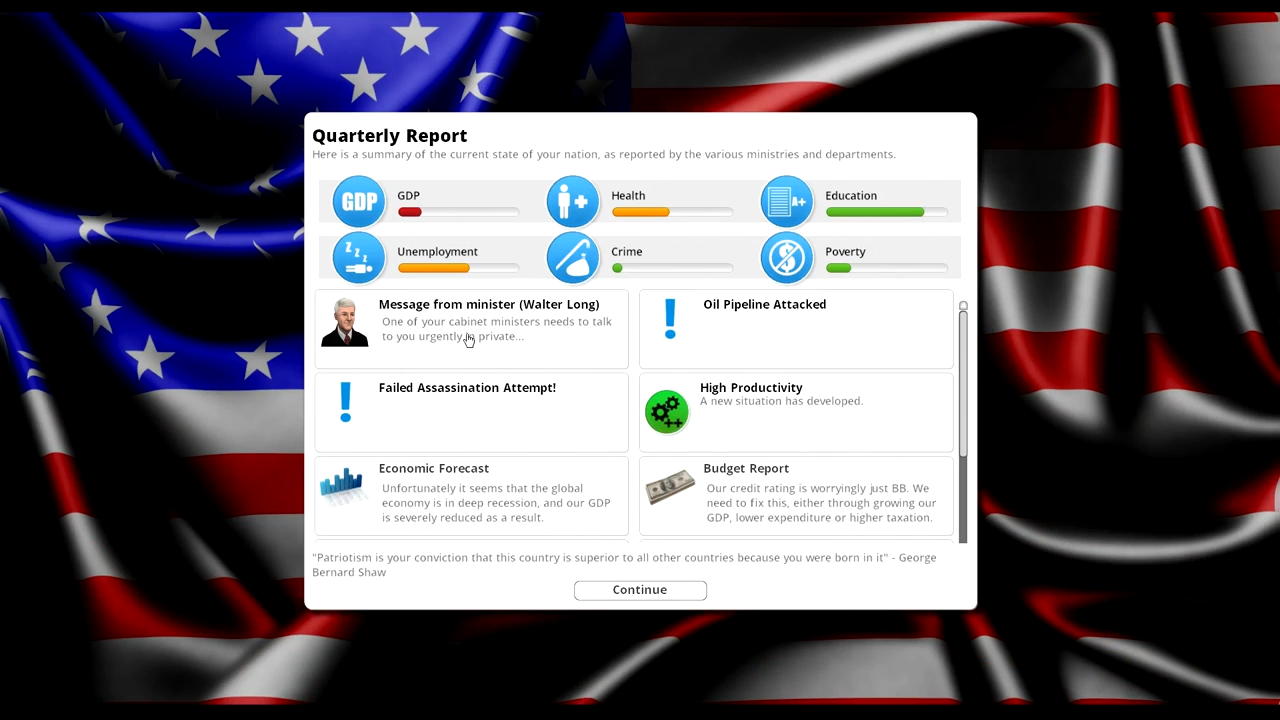 Quarterly Report
Here is a summary of the current state of your nation, as reported by the various ministries and departments.
GDP
GDP
Health
A+
Education
Z Z Z
Unemployment
Crime
$
Poverty
Message from minister (Walter Long)
One of your cabinet ministers needs to talk
to you urgently private...
Oil Pipeline Attacked
Failed Assassination Attempt!
High Productivity
A new situation has developed.
Economic Forecast
Unfortunately it seems that the global
economy is in deep recession, and our GDP
is severely reduced as a result.
Budget Report
Our credit rating is worryingly just BB. We
need to fix this, either through growing our
GDP, lower expenditure or higher taxation.
"Patriotism is your conviction that this country is superior to all other countries because you were born in it" - George
Bernard Shaw
Continue